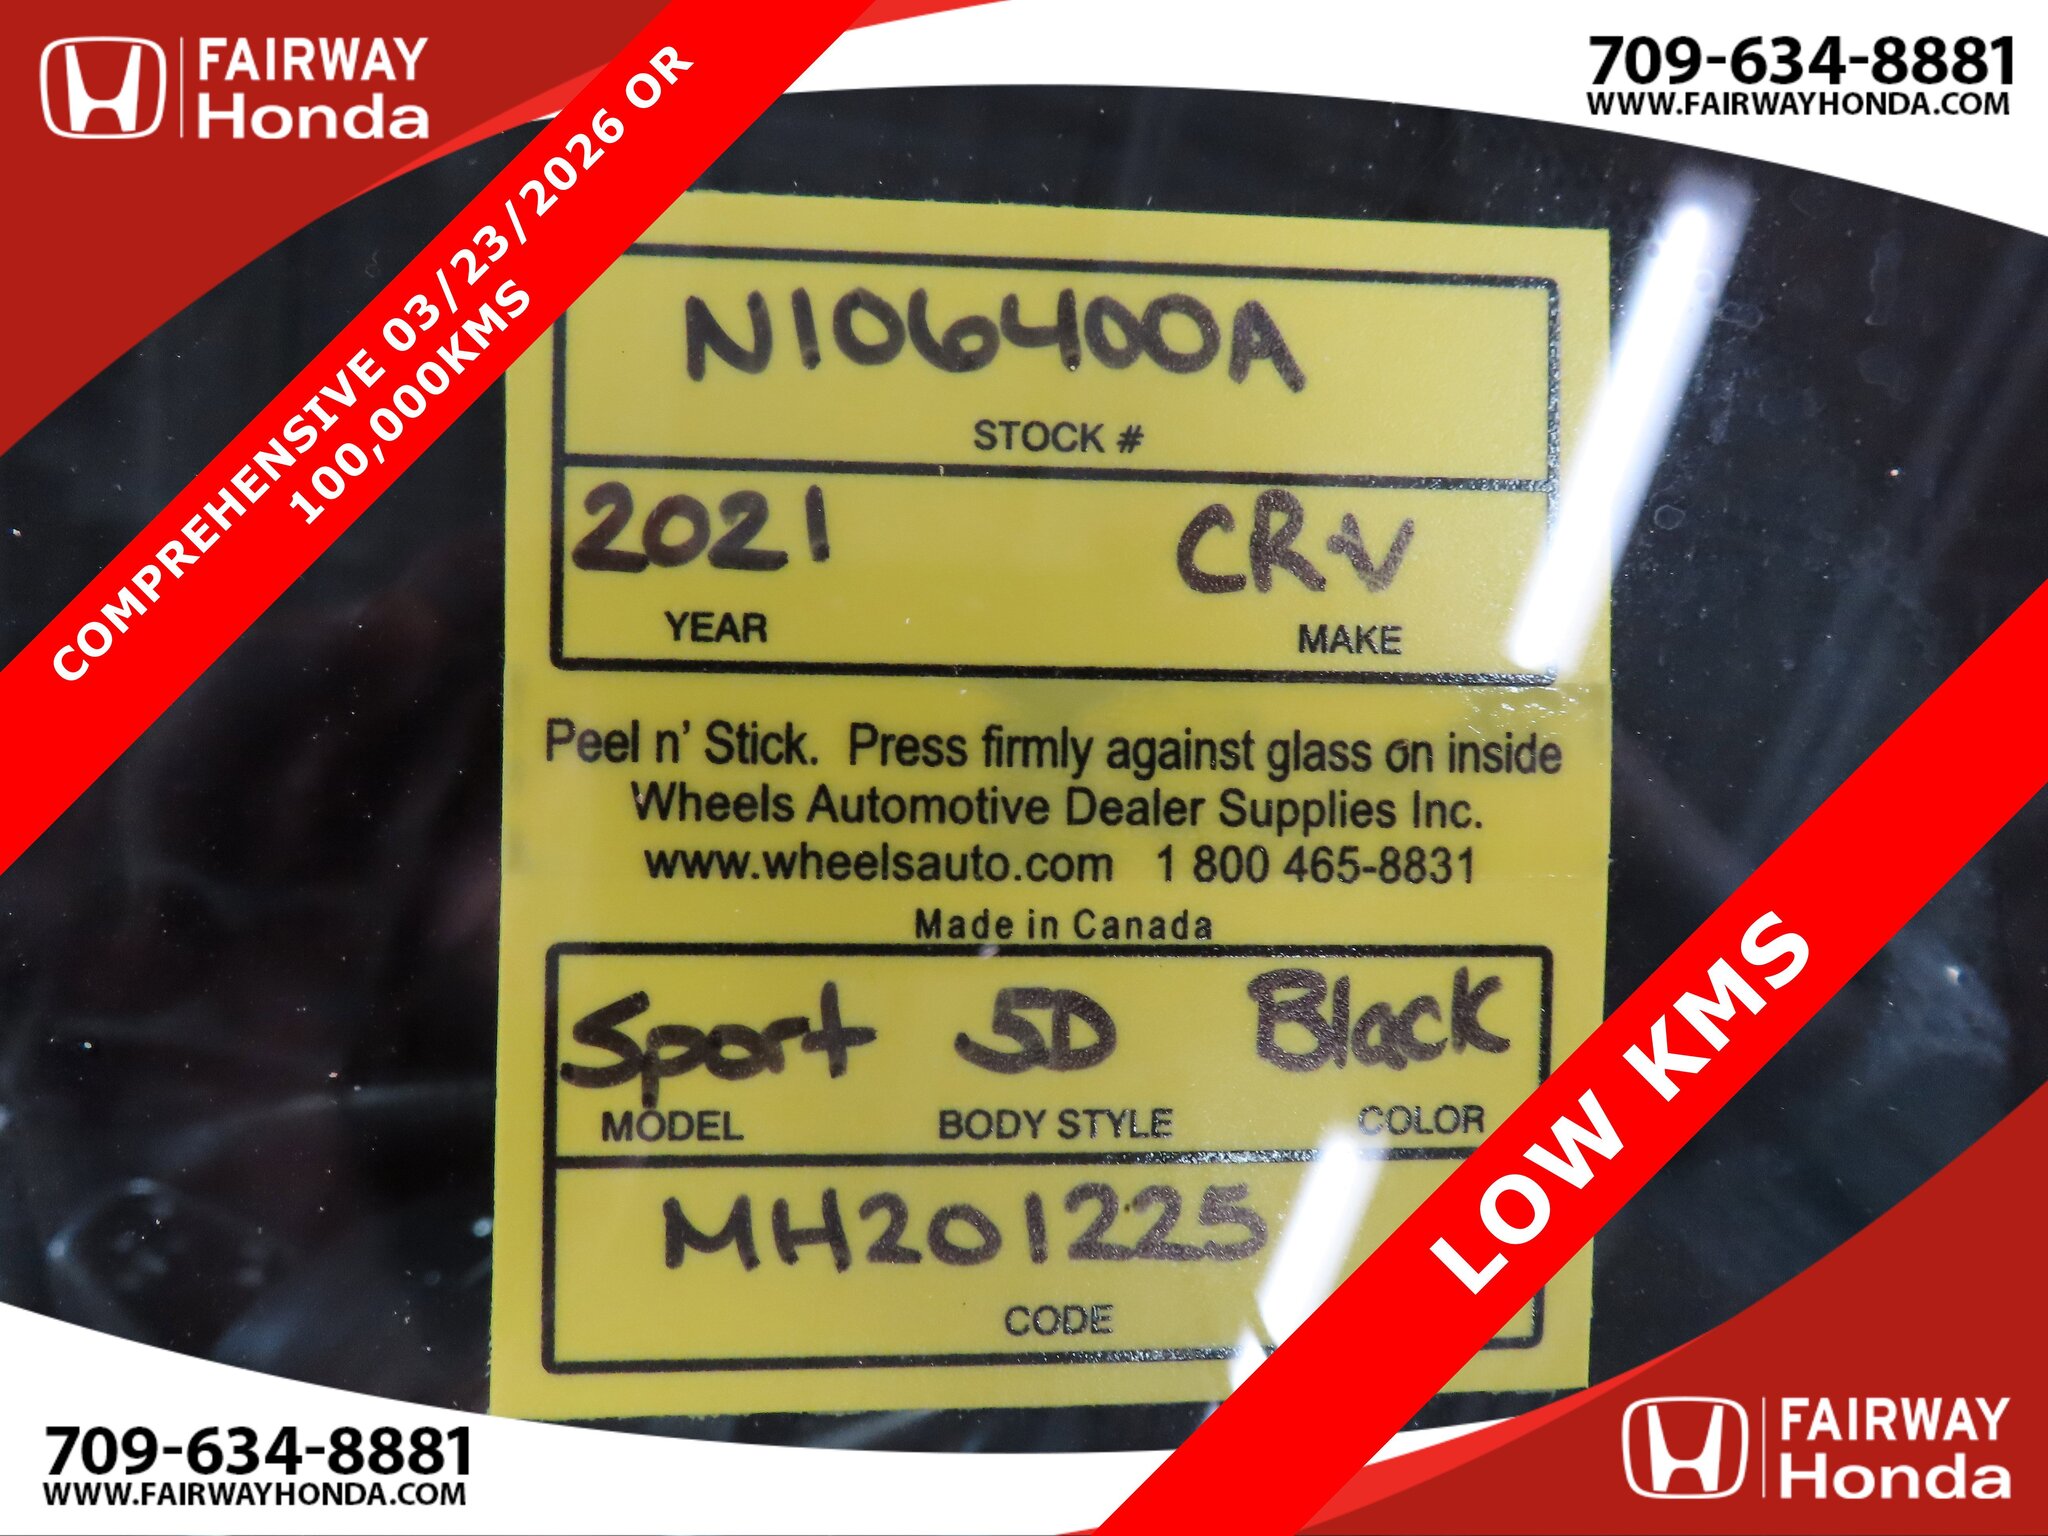 FAIRWAY
Honda
709-634-8881
WWW.FAIRWAYHONDA.COM
COMPREHENSIVE 03/23/2026 OR
100,000KMS
N106400A
STOCK #
2021 CR-V
YEAR MAKE
Peel n' Stick. Press firmly against glass on inside
Wheels Automotive Dealer Supplies Inc.
www.wheelsauto.com 1 800 465-8831
Made in Canada
Sport 5D Black
MODEL BODY STYLE COLOR
MH201225
CODE
LOW KMS
709-634-8881
WWW.FAIRWAYHONDA.COM
FAIRWAY
Honda